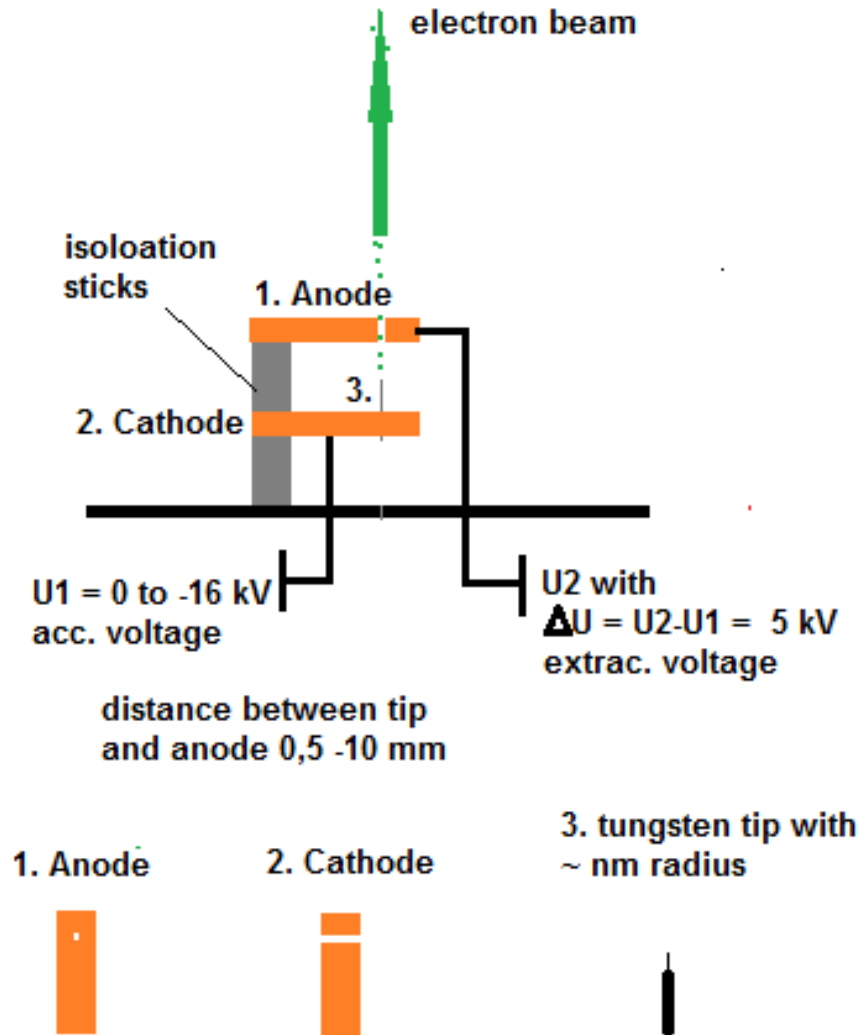 electron beam
isoloation
sticks
1. Anode
3.
2. Cathode
U1 = 0 to -16 kV
acc. voltage
U2 with
ΔU = U2-U1 = 5 kV
extrac. voltage
distance between tip
and anode 0,5 -10 mm
1. Anode
2. Cathode
3. tungsten tip with
~ nm radius